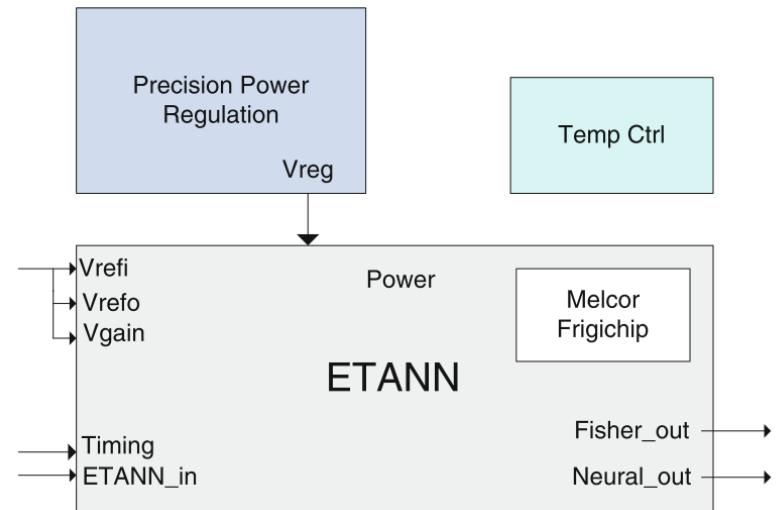 Precision Power
Regulation
Vreg
Temp Ctrl
Vrefi
Vrefo
Vgain
Power
Melcor
Frigichip
ETANN
Timing
ETANN_in
Fisher_out
Neural_out